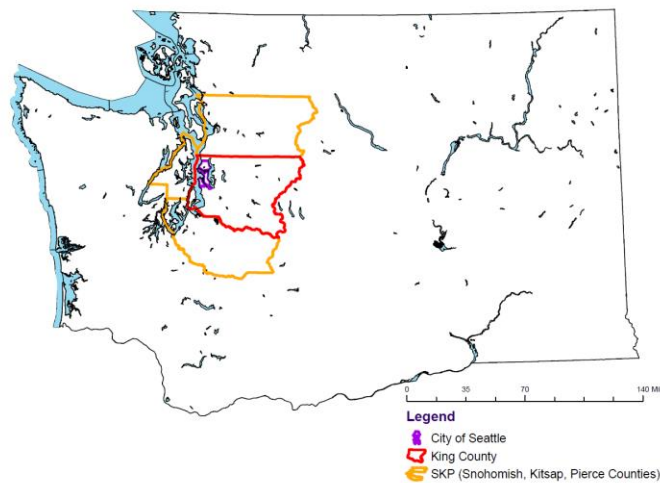 0 35 70 140 Mi
Legend
City of Seattle
King County
SKP (Snohomish, Kitsap, Pierce Counties)